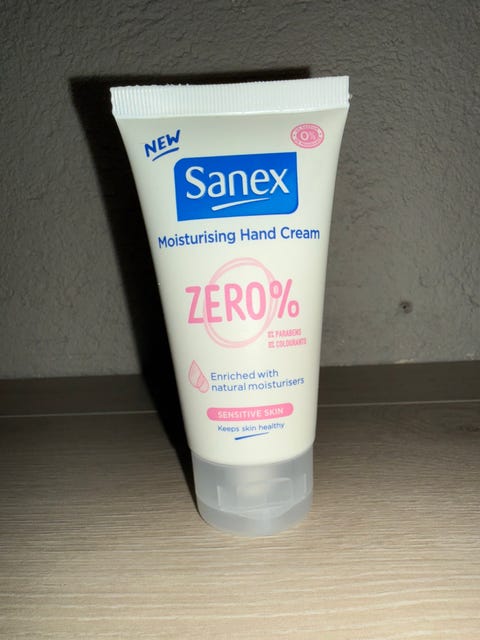 NEW
0%
Sanex
Moisturising Hand Cream
ZERO%
0% PARABENS
0% COLOURANTS
Enriched with
natural moisturisers
SENSITIVE SKIN
Keeps skin healthy